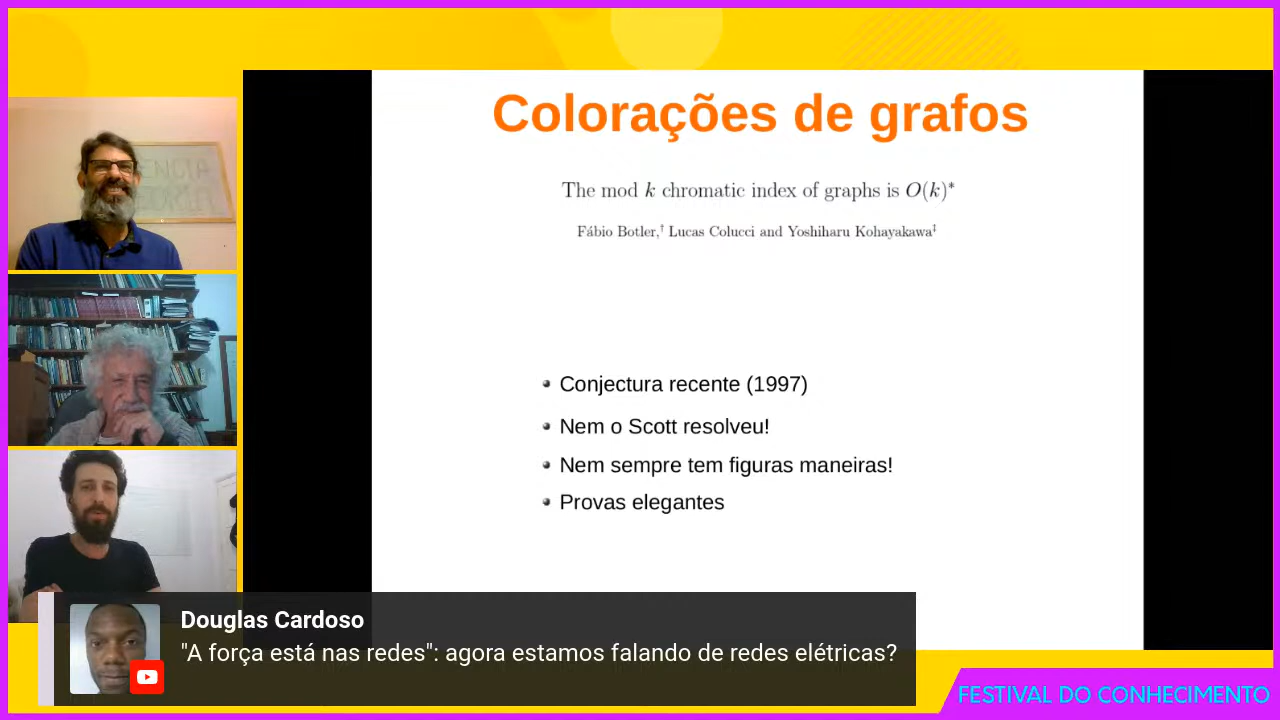 Colorações de grafos
The mod k chromatic index of graphs is O(k)*
Fábio Botler,† Lucas Colucci and Yoshiharu Kohayakawa‡
Conjectura recente (1997)
Nem o Scott resolveu!
Nem sempre tem figuras maneiras!
Provas elegantes
Douglas Cardoso
"A força está nas redes": agora estamos falando de redes elétricas?
FESTIVAL DO CONHECIMENTO